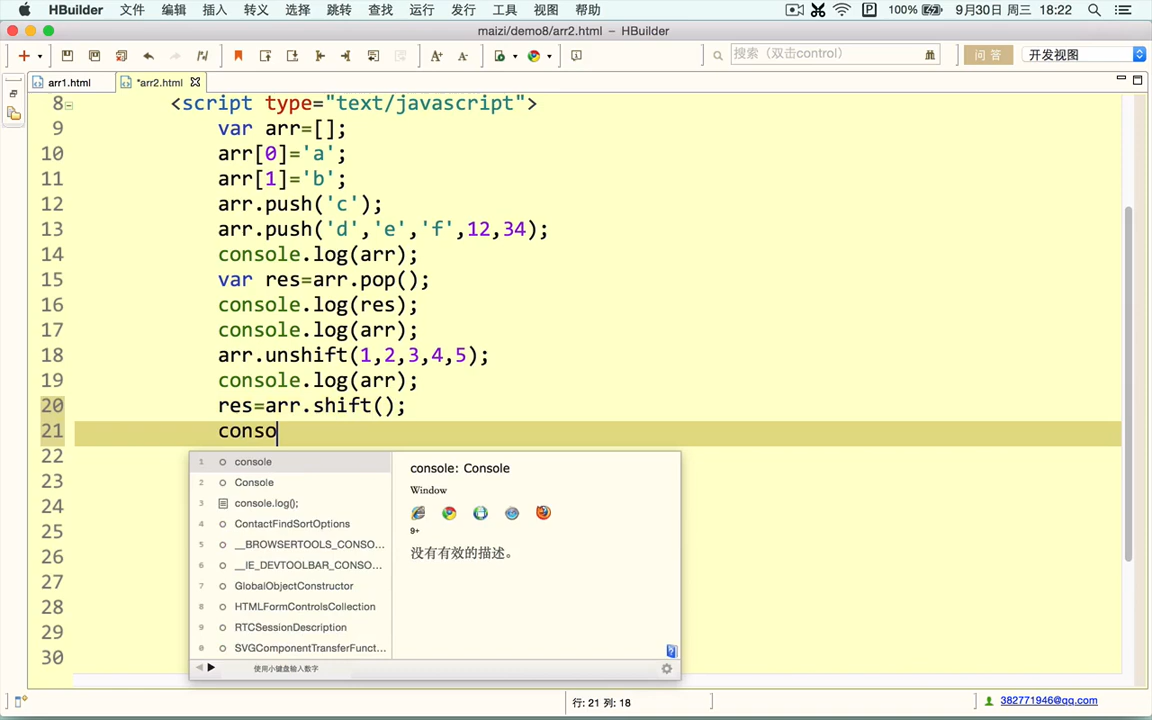 HBuilder 文件 编辑 插入 转义 选择 跳转 查找 运行 发行 工具 视图 帮助 100% 9月30日 周三 18:22
maizi/demo8/arr2.html – HBuilder
搜索（双击control） 问答 开发视图
arr1.html *arr2.html
8 <script type="text/javascript">
9 var arr=[];
10 arr[0]='a';
11 arr[1]='b';
12 arr.push('c');
13 arr.push('d','e','f',12,34);
14 console.log(arr);
15 var res=arr.pop();
16 console.log(res);
17 console.log(arr);
18 arr.unshift(1,2,3,4,5);
19 console.log(arr);
20 res=arr.shift();
21 conso
22
23
24
25
26
27
28
29
30
1 console
2 Console
3 console.log();
4 ContactFindSortOptions
5 __BROWSERTOOLS_CONSO...
6 __IE_DEVTOOLBAR_CONSO...
7 GlobalObjectConstructor
8 HTMLFormControlsCollection
9 RTCSessionDescription
0 SVGComponentTransferFunct...
使用小键盘输入数字
console: Console
Window
9+
没有有效的描述。
行: 21 列: 18
382771946@qq.com